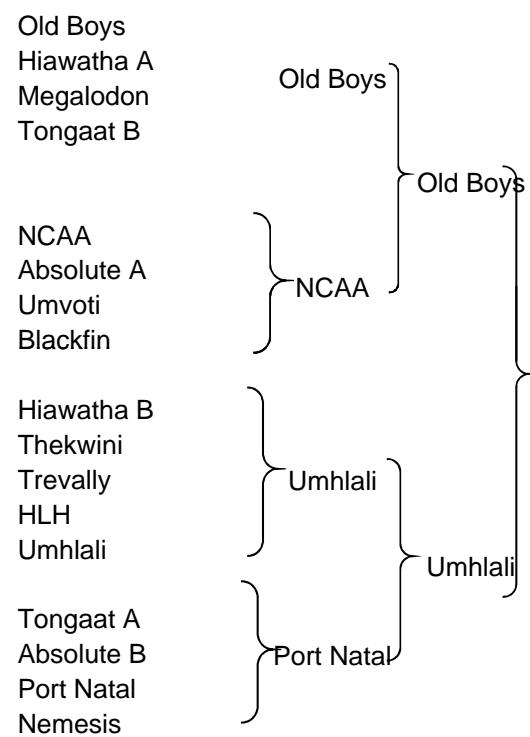 Old Boys
Hiawatha A
Megalodon
Tongaat B
Old Boys
Old Boys
NCAA
Absolute A
Umvoti
Blackfin
NCAA
Hiawatha B
Thekwini
Trevally
HLH
Umhlali
Umhlali
Umhlali
Tongaat A
Absolute B
Port Natal
Nemesis
Port Natal